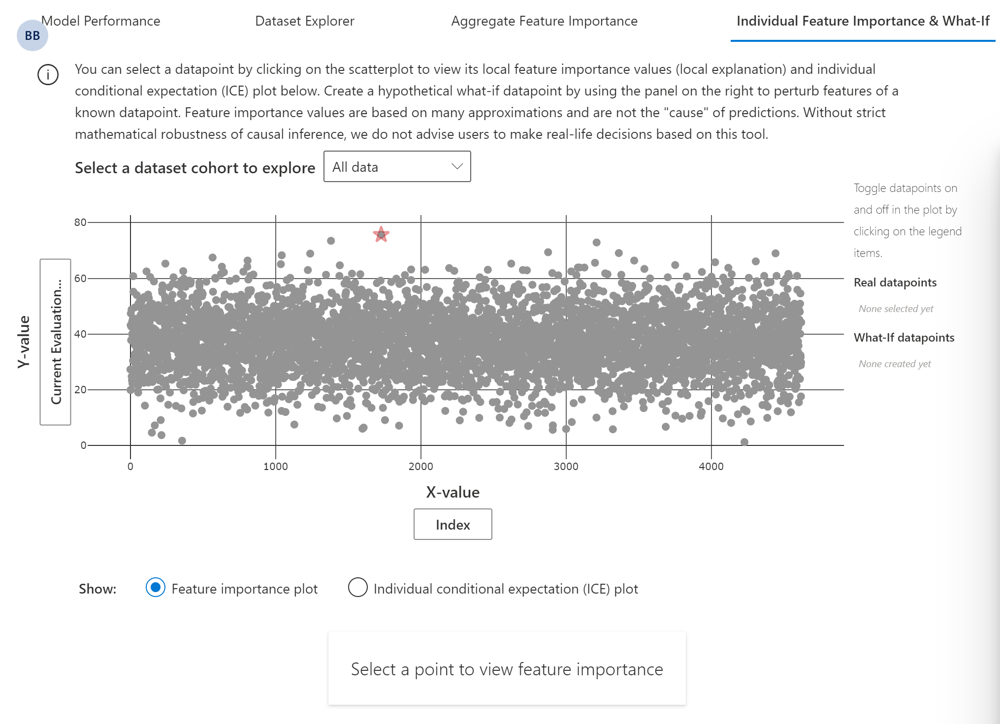 Model Performance
Dataset Explorer
Aggregate Feature Importance
Individual Feature Importance & What-If
BB
i
You can select a datapoint by clicking on the scatterplot to view its local feature importance values (local explanation) and individual
conditional expectation (ICE) plot below. Create a hypothetical what-if datapoint by using the panel on the right to perturb features of a
known datapoint. Feature importance values are based on many approximations and are not the "cause" of predictions. Without strict
mathematical robustness of causal inference, we do not advise users to make real-life decisions based on this tool.
Select a dataset cohort to explore
All data
Y-value
Current Evaluation...
80
60
40
20
0
0
1000
2000
3000
4000
X-value
Index
Toggle datapoints on
and off in the plot by
clicking on the legend
items.
Real datapoints
None selected yet
What-If datapoints
None created yet
Show:
Feature importance plot
Individual conditional expectation (ICE) plot
Select a point to view feature importance